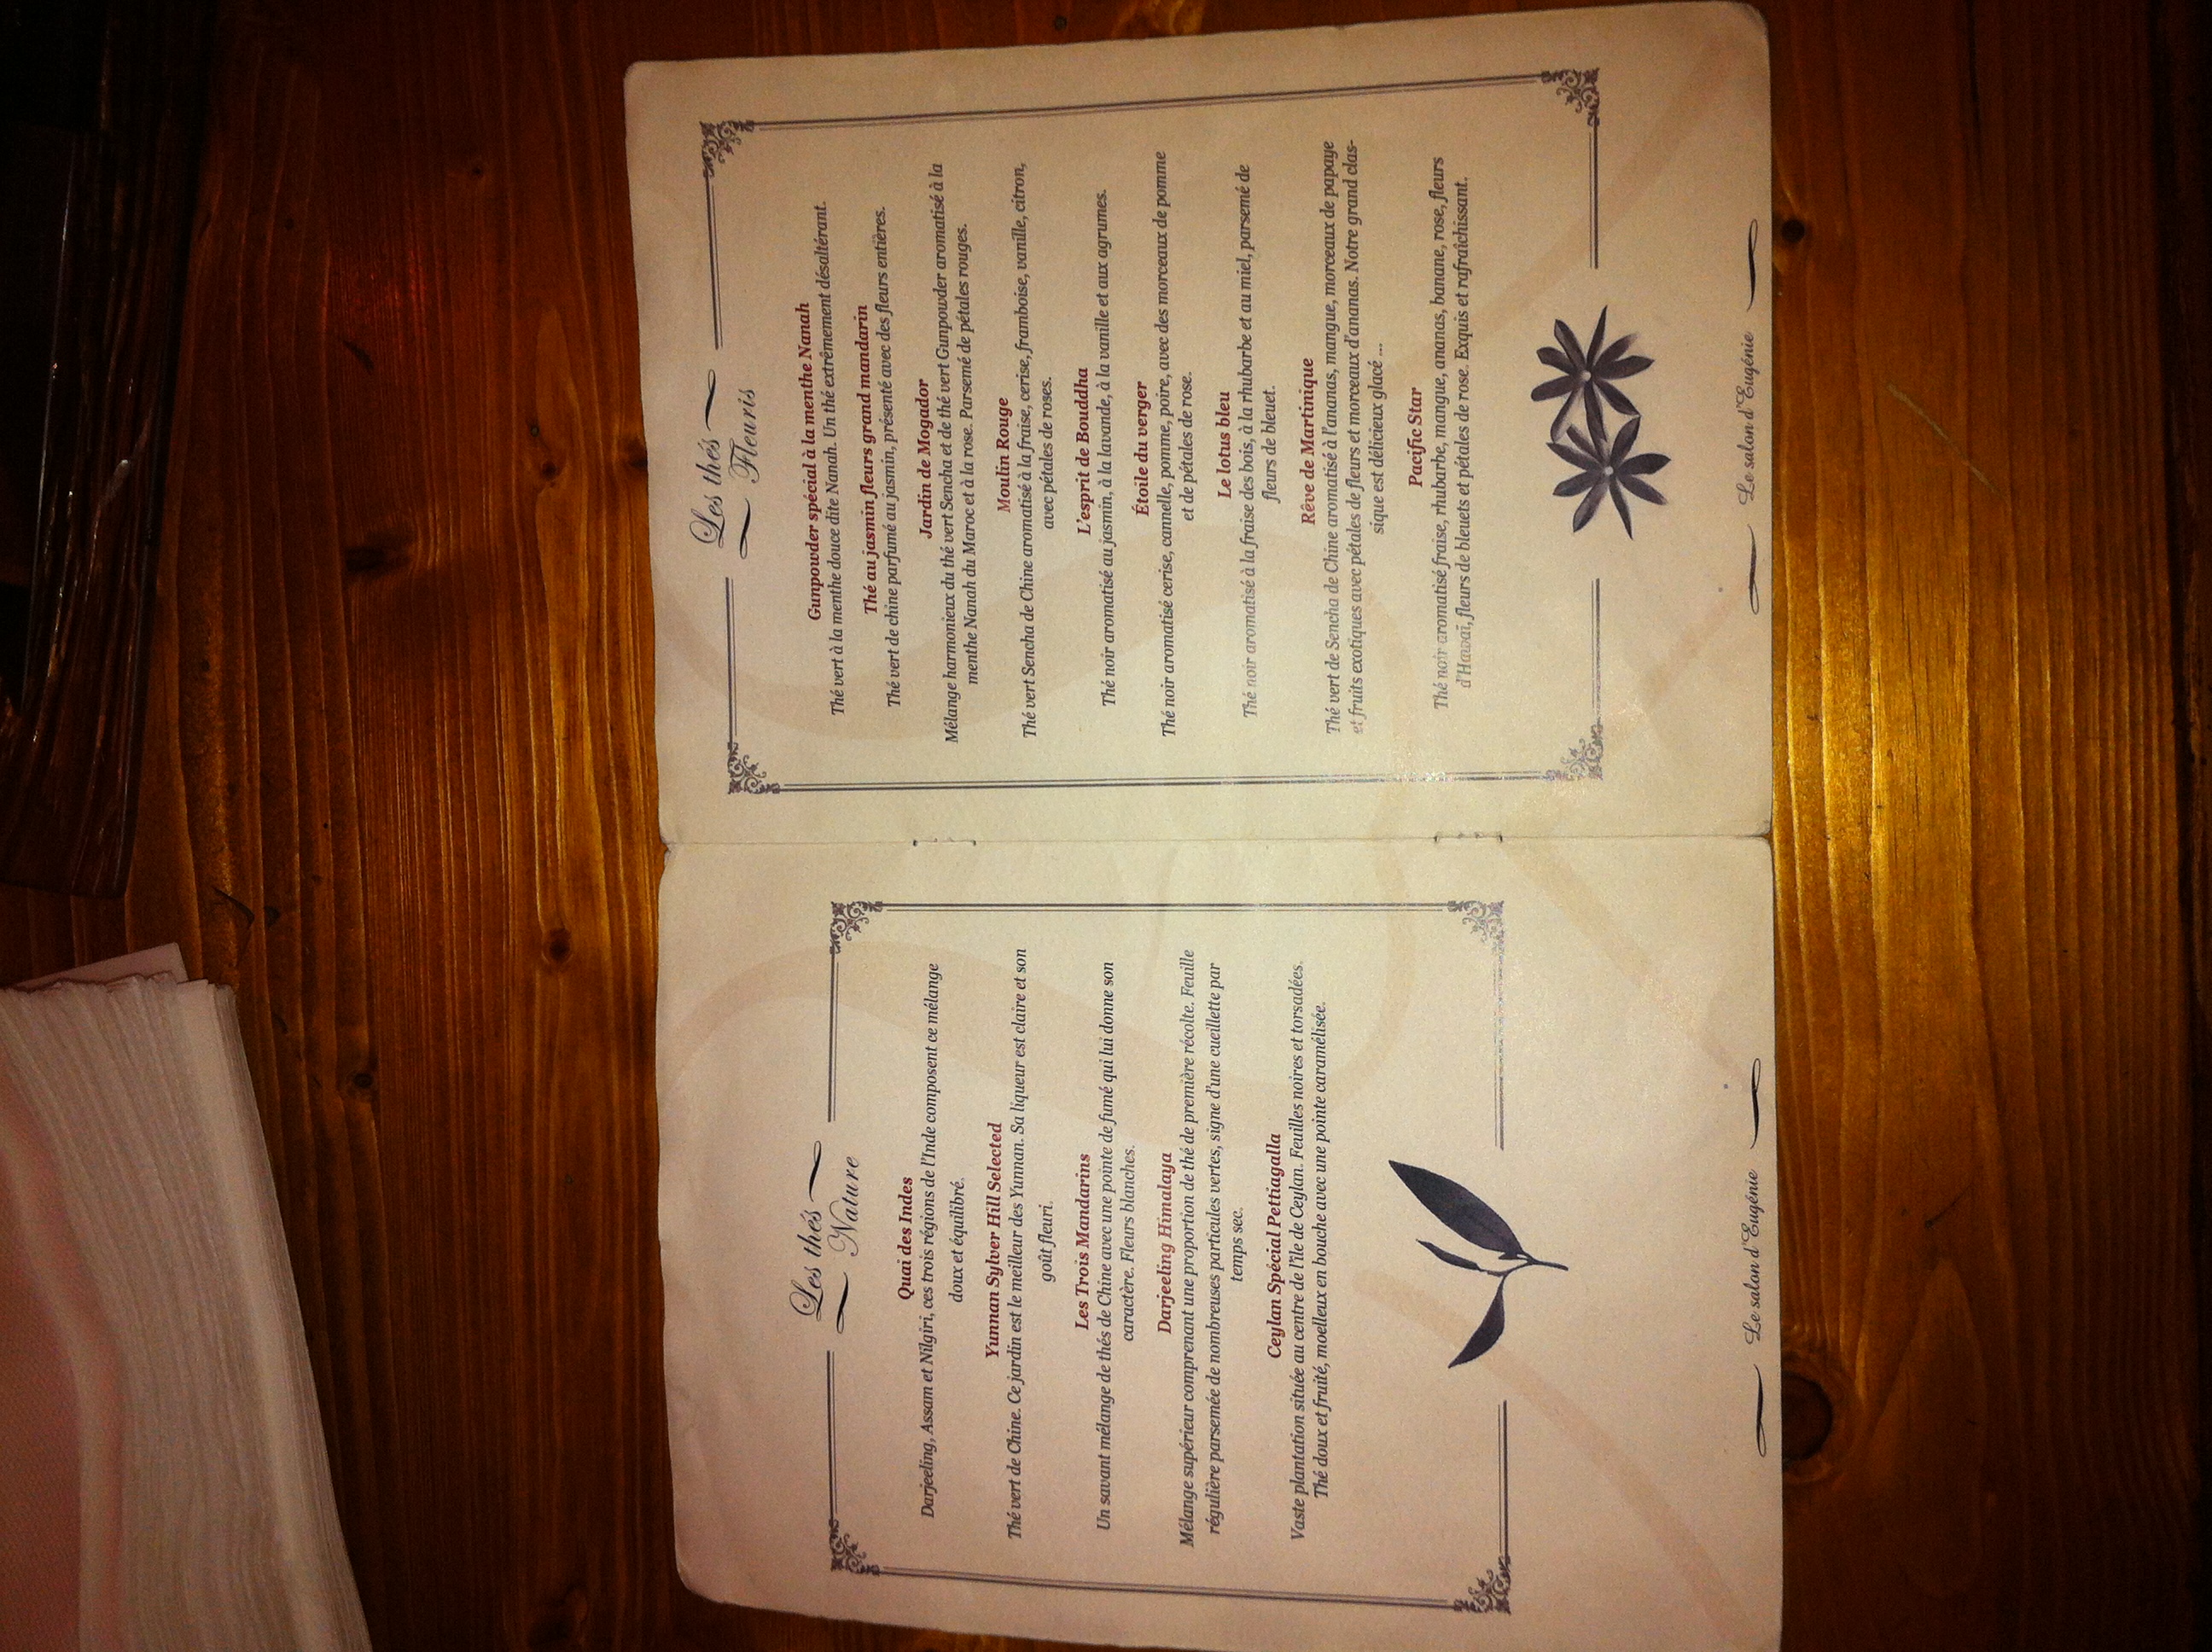 Les thés
Nature
Quai des Indes
Darjeeling, Assam et Nilgiri, ces trois régions de l'Inde composent ce mélange
doux et équilibré.
Yunnan Sylver Hill Selected
Thé vert de Chine. Ce jardin est le meilleur des Yunnan. Sa liqueur est claire et son
goût fleuri.
Les Trois Mandarins
Un savant mélange de thés de Chine avec une pointe de fumé qui lui donne son
caractère. Fleurs blanches.
Darjeeling Himalaya
Mélange supérieur comprenant une proportion de thé de première récolte. Feuille
régulière parsemée de nombreuses particules vertes, signe d'une cueillette par
temps sec.
Ceylan Spécial Pettiagalla
Vaste plantation située au centre de l'île de Ceylan. Feuilles noires et torsadées.
Thé doux et fruité, moelleux en bouche avec une pointe caramélisée.
Le salon d'Eugénie
Les thés
Fleuris
Gunpowder spécial à la menthe Nanah
Thé vert à la menthe douce dite Nanah. Un thé extrêmement désaltérant.
Thé au jasmin fleurs grand mandarin
Thé vert de chine parfumé au jasmin, présenté avec des fleurs entières.
Jardin de Mogador
Mélange harmonieux du thé vert Sencha et de thé vert Gunpowder aromatisé à la
menthe Nanah du Maroc et à la rose. Parsemé de pétales rouges.
Moulin Rouge
Thé vert Sencha de Chine aromatisé à la fraise, cerise, framboise, vanille, citron,
avec pétales de roses.
L'esprit de Bouddha
Thé noir aromatisé au jasmin, à la lavande, à la vanille et aux agrumes.
Étoile du verger
Thé noir aromatisé cerise, cannelle, pomme, poire, avec des morceaux de pomme
et de pétales de rose.
Le lotus bleu
Thé noir aromatisé à la fraise des bois, à la rhubarbe et au miel, parsemé de
fleurs de bleuet.
Rêve de Martinique
Thé vert de Sencha de Chine aromatisé à l'ananas, mangue, morceaux de papaye
et fruits exotiques avec pétales de fleurs et morceaux d'ananas. Notre grand clas-
sique est délicieux glacé ...
Pacific Star
Thé noir aromatisé fraise, rhubarbe, mangue, ananas, banane, rose, fleurs
d'Hawaï, fleurs de bleuets et pétales de rose. Exquis et rafraîchissant.
Le salon d'Eugénie